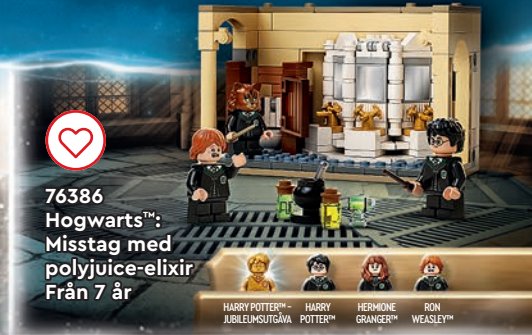 76386
Hogwarts™:
Misstag med
polyjuice-elixir
Från 7 år
HARRY POTTER™ –
JUBILEUMSUTGÅVA
HARRY
POTTER™
HERMIONE
GRANGER™
RON
WEASLEY™